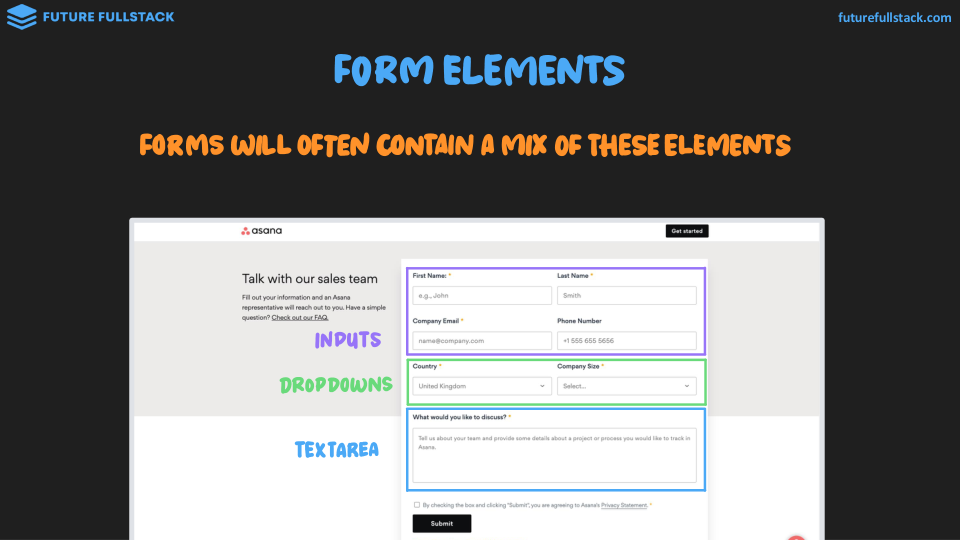 FUTURE FULLSTACK
futurefullstack.com
FORM ELEMENTS
FORMS WILL OFTEN CONTAIN A MIX OF THESE ELEMENTS
asana
Get started
Talk with our sales team
Fill out your information and an Asana
representative will reach out to you. Have a simple
question? Check out our FAQ.
INPUTS
DROPDOWNS
TEXTAREA
First Name: *
Last Name *
e.g., John
Smith
Company Email *
Phone Number
name@company.com
+1 555 655 5656
Country *
Company Size *
United Kingdom
Select...
What would you like to discuss? *
Tell us about your team and provide some details about a project or process you would like to track in
Asana.
By checking the box and clicking "Submit", you are agreeing to Asana's Privacy Statement. *
Submit